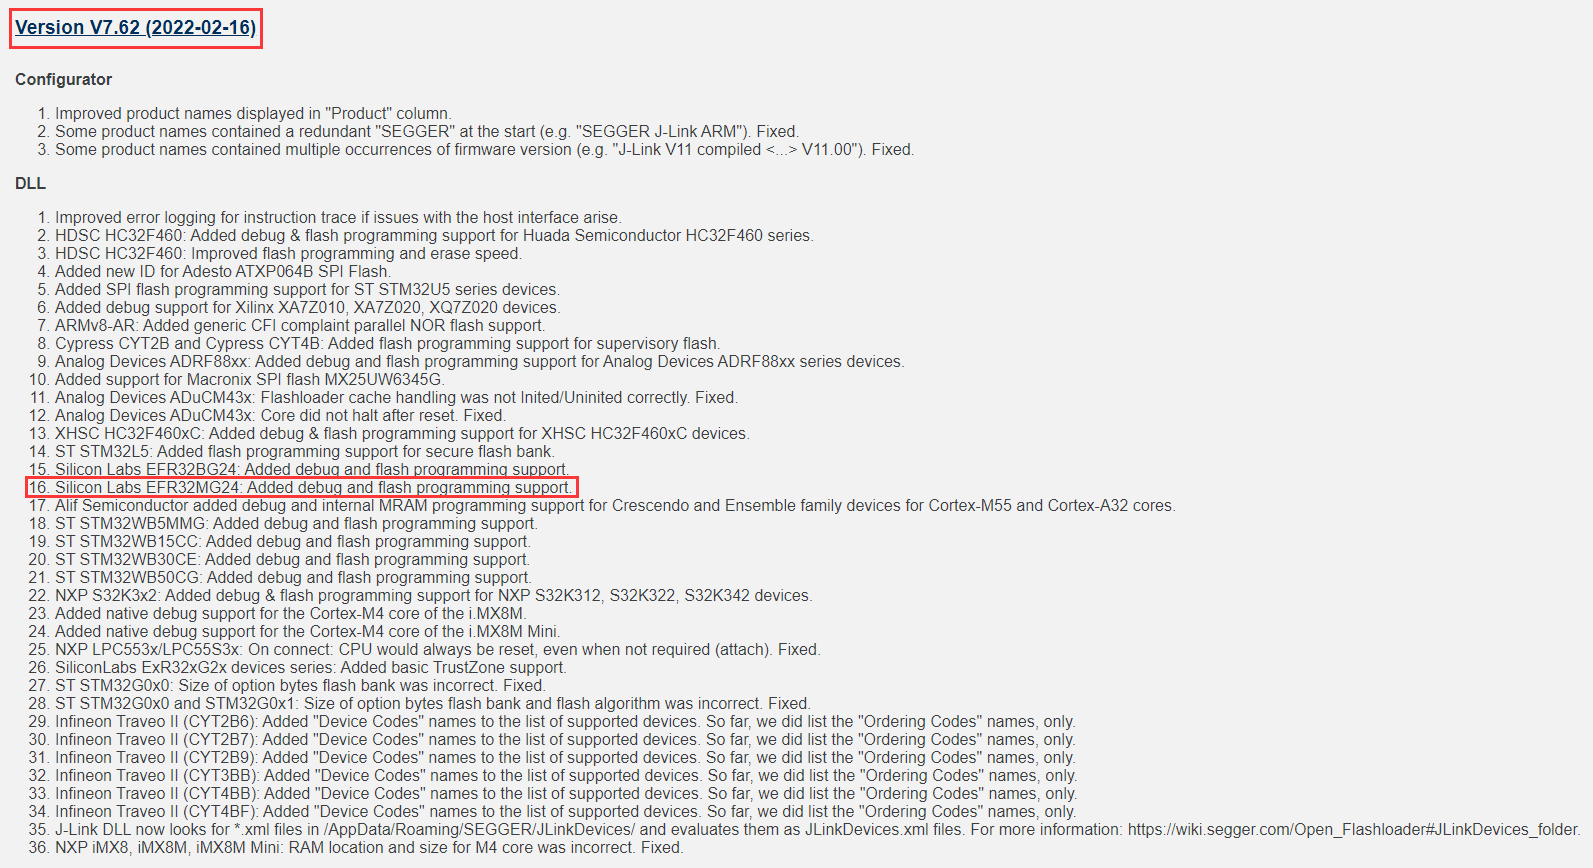 Version V7.62 (2022-02-16)
Configurator
1. Improved product names displayed in "Product" column.
2. Some product names contained a redundant "SEGGER" at the start (e.g. "SEGGER J-Link ARM"). Fixed.
3. Some product names contained multiple occurrences of firmware version (e.g. "J-Link V11 compiled <...> V11.00"). Fixed.
DLL
1. Improved error logging for instruction trace if issues with the host interface arise.
2. HDSC HC32F460: Added debug & flash programming support for Huada Semiconductor HC32F460 series.
3. HDSC HC32F460: Improved flash programming and erase speed.
4. Added new ID for Adesto ATXP064B SPI Flash.
5. Added SPI flash programming support for ST STM32U5 series devices.
6. Added debug support for Xilinx XA7Z010, XA7Z020, XQ7Z020 devices.
7. ARMv8-AR: Added generic CFI complaint parallel NOR flash support.
8. Cypress CYT2B and Cypress CYT4B: Added flash programming support for supervisory flash.
9. Analog Devices ADRF88xx: Added debug and flash programming support for Analog Devices ADRF88xx series devices.
10. Added support for Macronix SPI flash MX25UW6345G.
11. Analog Devices ADuCM43x: Flashloader cache handling was not Inited/Uninited correctly. Fixed.
12. Analog Devices ADuCM43x: Core did not halt after reset. Fixed.
13. XHSC HC32F460xC: Added debug & flash programming support for XHSC HC32F460xC devices.
14. ST STM32L5: Added flash programming support for secure flash bank.
15. Silicon Labs EFR32BG24: Added debug and flash programming support.
16. Silicon Labs EFR32MG24: Added debug and flash programming support.
17. Alif Semiconductor added debug and internal MRAM programming support for Crescendo and Ensemble family devices for Cortex-M55 and Cortex-A32 cores.
18. ST STM32WB5MMG: Added debug and flash programming support.
19. ST STM32WB15CC: Added debug and flash programming support.
20. ST STM32WB30CE: Added debug and flash programming support.
21. ST STM32WB50CG: Added debug and flash programming support.
22. NXP S32K3x2: Added debug & flash programming support for NXP S32K312, S32K322, S32K342 devices.
23. Added native debug support for the Cortex-M4 core of the i.MX8M.
24. Added native debug support for the Cortex-M4 core of the i.MX8M Mini.
25. NXP LPC553x/LPC55S3x: On connect: CPU would always be reset, even when not required (attach). Fixed.
26. SiliconLabs ExR32xG2x devices series: Added basic TrustZone support.
27. ST STM32G0x0: Size of option bytes flash bank was incorrect. Fixed.
28. ST STM32G0x0 and STM32G0x1: Size of option bytes flash bank and flash algorithm was incorrect. Fixed.
29. Infineon Traveo II (CYT2B6): Added "Device Codes" names to the list of supported devices. So far, we did list the "Ordering Codes" names, only.
30. Infineon Traveo II (CYT2B7): Added "Device Codes" names to the list of supported devices. So far, we did list the "Ordering Codes" names, only.
31. Infineon Traveo II (CYT2B9): Added "Device Codes" names to the list of supported devices. So far, we did list the "Ordering Codes" names, only.
32. Infineon Traveo II (CYT3BB): Added "Device Codes" names to the list of supported devices. So far, we did list the "Ordering Codes" names, only.
33. Infineon Traveo II (CYT4BB): Added "Device Codes" names to the list of supported devices. So far, we did list the "Ordering Codes" names, only.
34. Infineon Traveo II (CYT4BF): Added "Device Codes" names to the list of supported devices. So far, we did list the "Ordering Codes" names, only.
35. J-Link DLL now looks for *.xml files in /AppData/Roaming/SEGGER/JLinkDevices/ and evaluates them as JLinkDevices.xml files. For more information: https://wiki.segger.com/Open_Flashloader#JLinkDevices_folder.
36. NXP iMX8, iMX8M, iMX8M Mini: RAM location and size for M4 core was incorrect. Fixed.